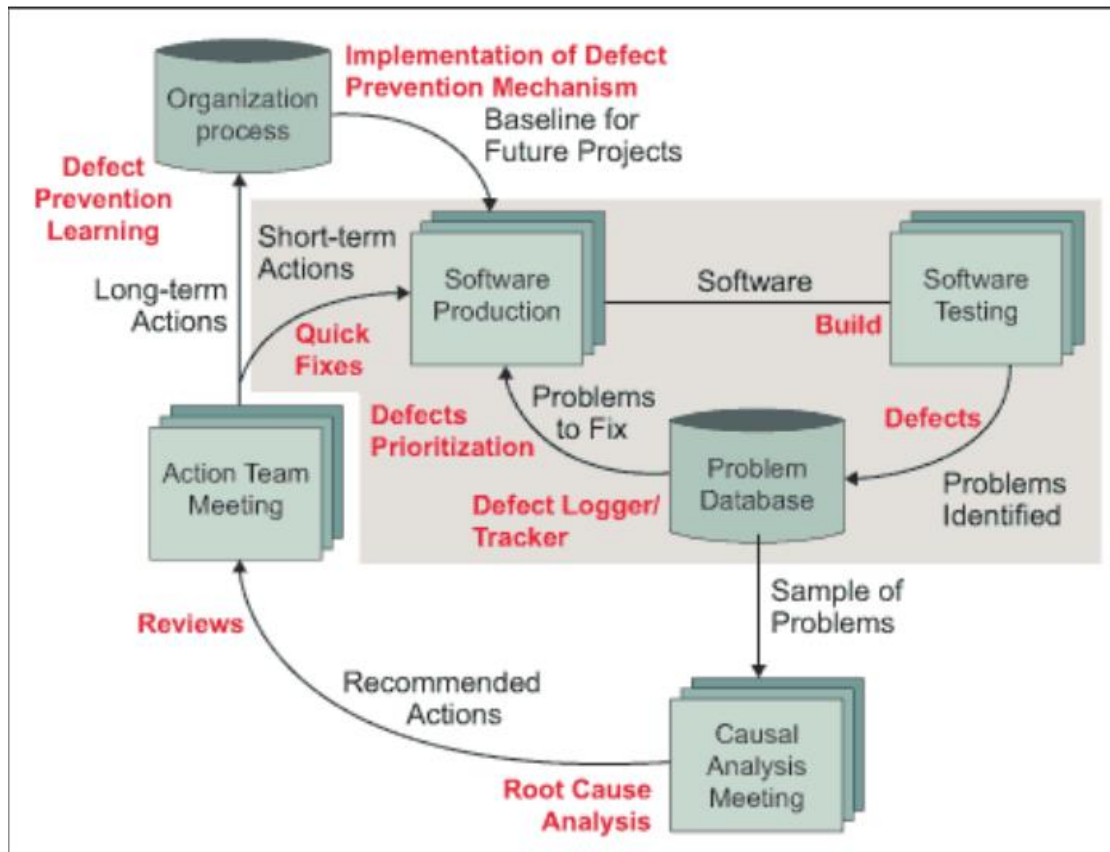 Implementation of Defect
Prevention Mechanism
Organization
process
Baseline for
Future Projects
Defect
Prevention
Learning
Short-term
Actions
Software
Production
Software
Software
Testing
Long-term
Actions
Quick
Fixes
Build
Defects
Prioritization
Problems
to Fix
Defects
Action Team
Meeting
Problem
Database
Defect Logger/
Tracker
Problems
Identified
Sample of
Problems
Reviews
Recommended
Actions
Causal
Analysis
Meeting
Root Cause
Analysis